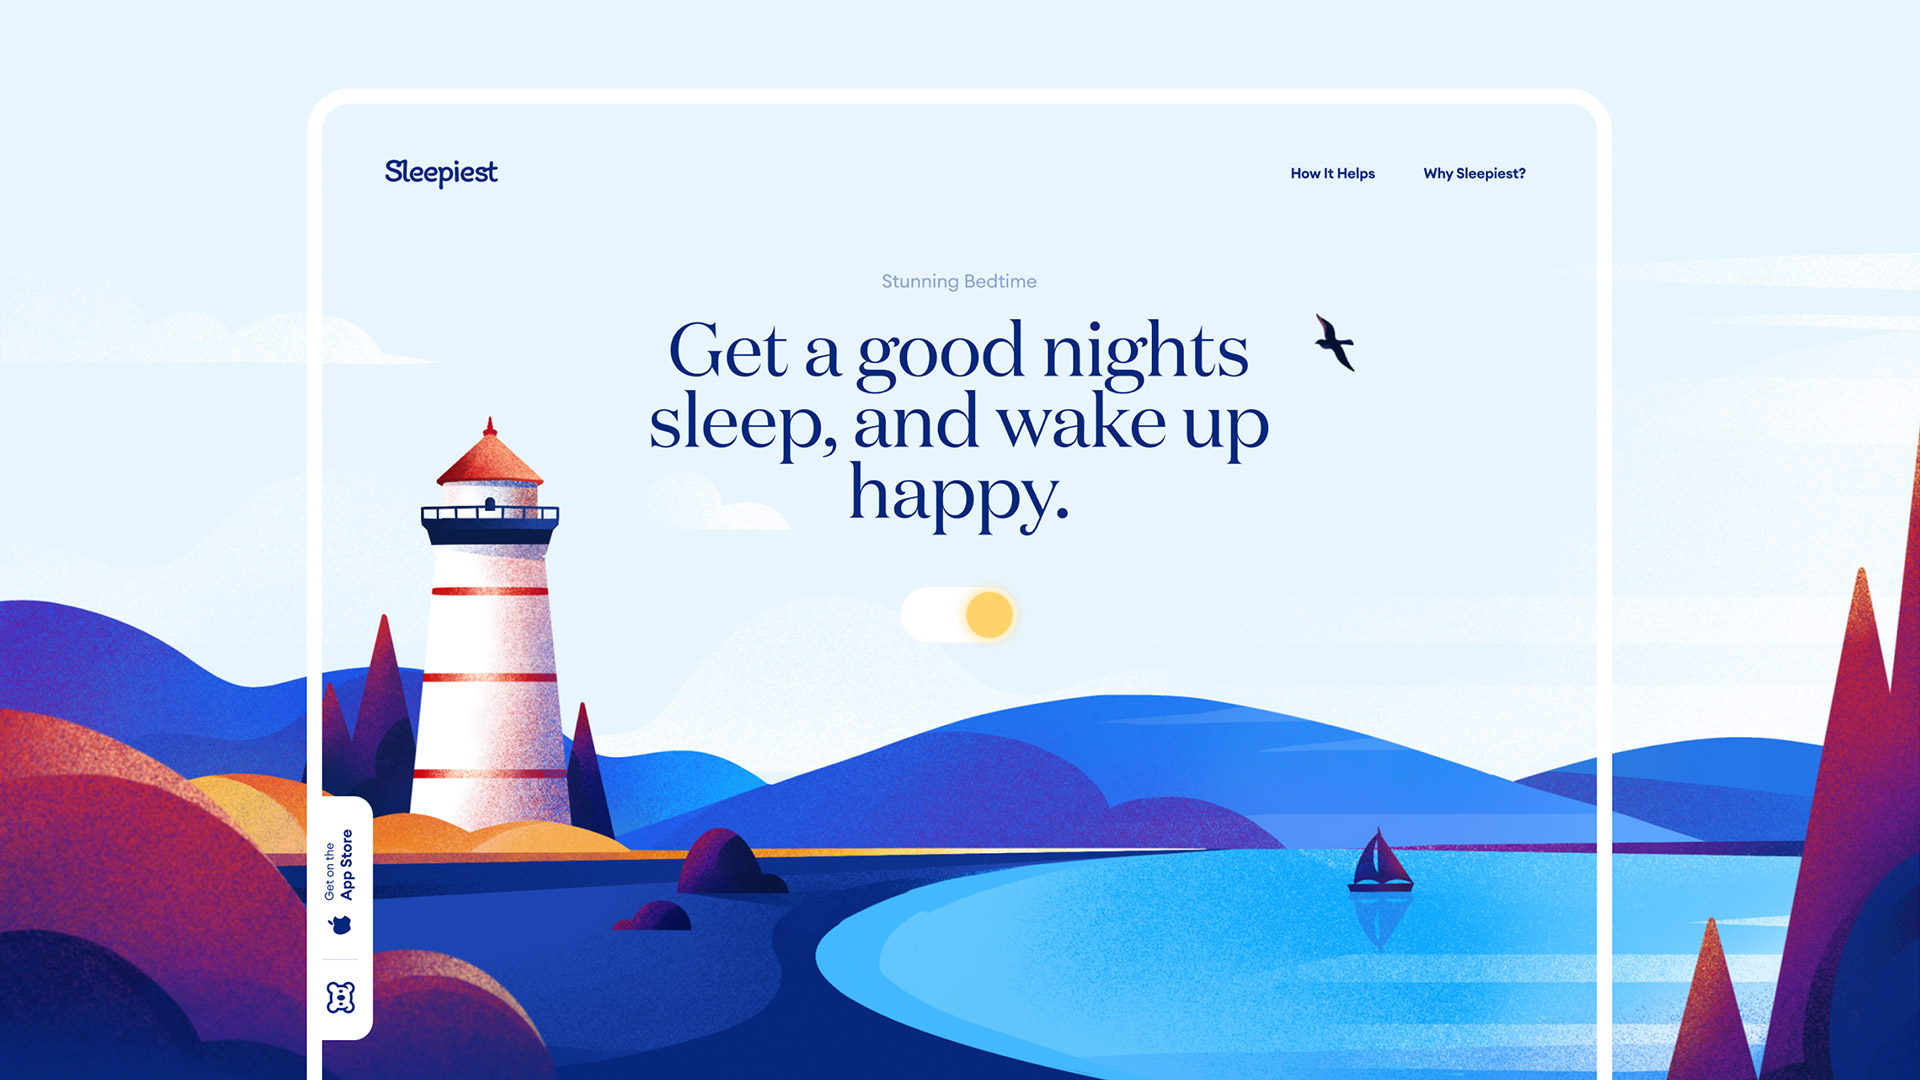 Sleepiest
How It Helps
Why Sleepiest?
Stunning Bedtime
Get a good nights
sleep, and wake up
happy.
Get on the
App Store